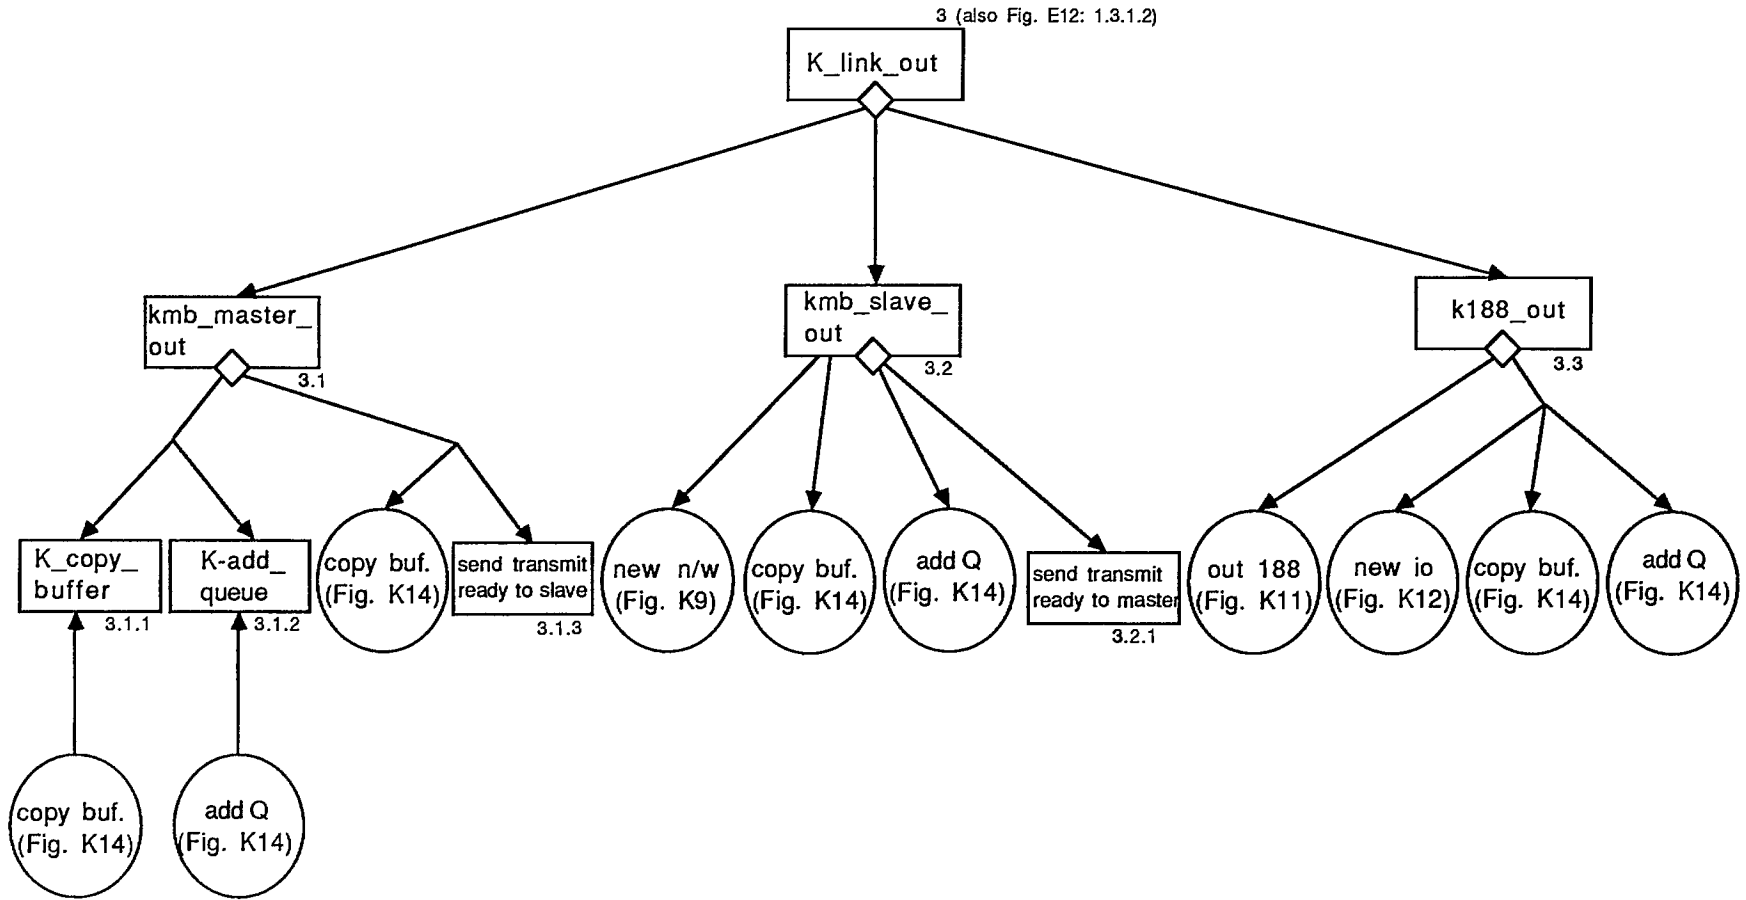 3 (also Fig. E12: 1.3.1.2)
K_link_out
kmb_master_
out
3.1
kmb_slave_
out
3.2
k188_out
3.3
K_copy_
buffer
3.1.1
K-add_
queue
3.1.2
copy buf.
(Fig. K14)
send transmit
ready to slave
3.1.3
new n/w
(Fig. K9)
copy buf.
(Fig. K14)
add Q
(Fig. K14)
send transmit
ready to master
3.2.1
out 188
(Fig. K11)
new io
(Fig. K12)
copy buf.
(Fig. K14)
add Q
(Fig. K14)
copy buf.
(Fig. K14)
add Q
(Fig. K14)